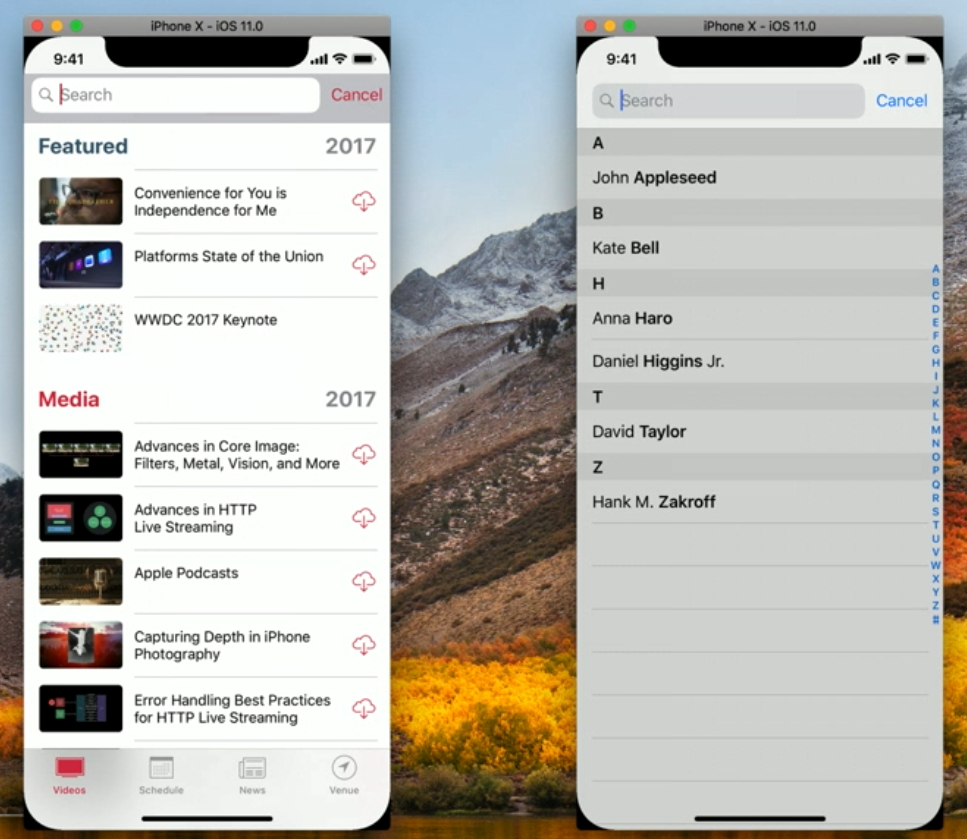 iPhone X - iOS 11.0
9:41
Search
Cancel
Featured
2017
Convenience for You is
Independence for Me
Platforms State of the Union
WWDC 2017 Keynote
Media
2017
Advances in Core Image:
Filters, Metal, Vision, and More
Advances in HTTP
Live Streaming
Apple Podcasts
Capturing Depth in iPhone
Photography
Error Handling Best Practices
for HTTP Live Streaming
Videos
Schedule
News
Venue
iPhone X - iOS 11.0
9:41
Search
Cancel
A
John Appleseed
B
Kate Bell
H
Anna Haro
Daniel Higgins Jr.
T
David Taylor
Z
Hank M. Zakroff
A
B
C
D
E
F
G
H
I
J
K
L
M
N
O
P
Q
R
S
T
U
V
W
X
Y
Z
#